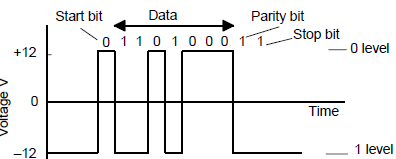 Start bit Data Parity bit
0 1 1 0 1 0 0 0 1 1 Stop bit
+12 0 level
0
Time
Voltage V
–12 1 level